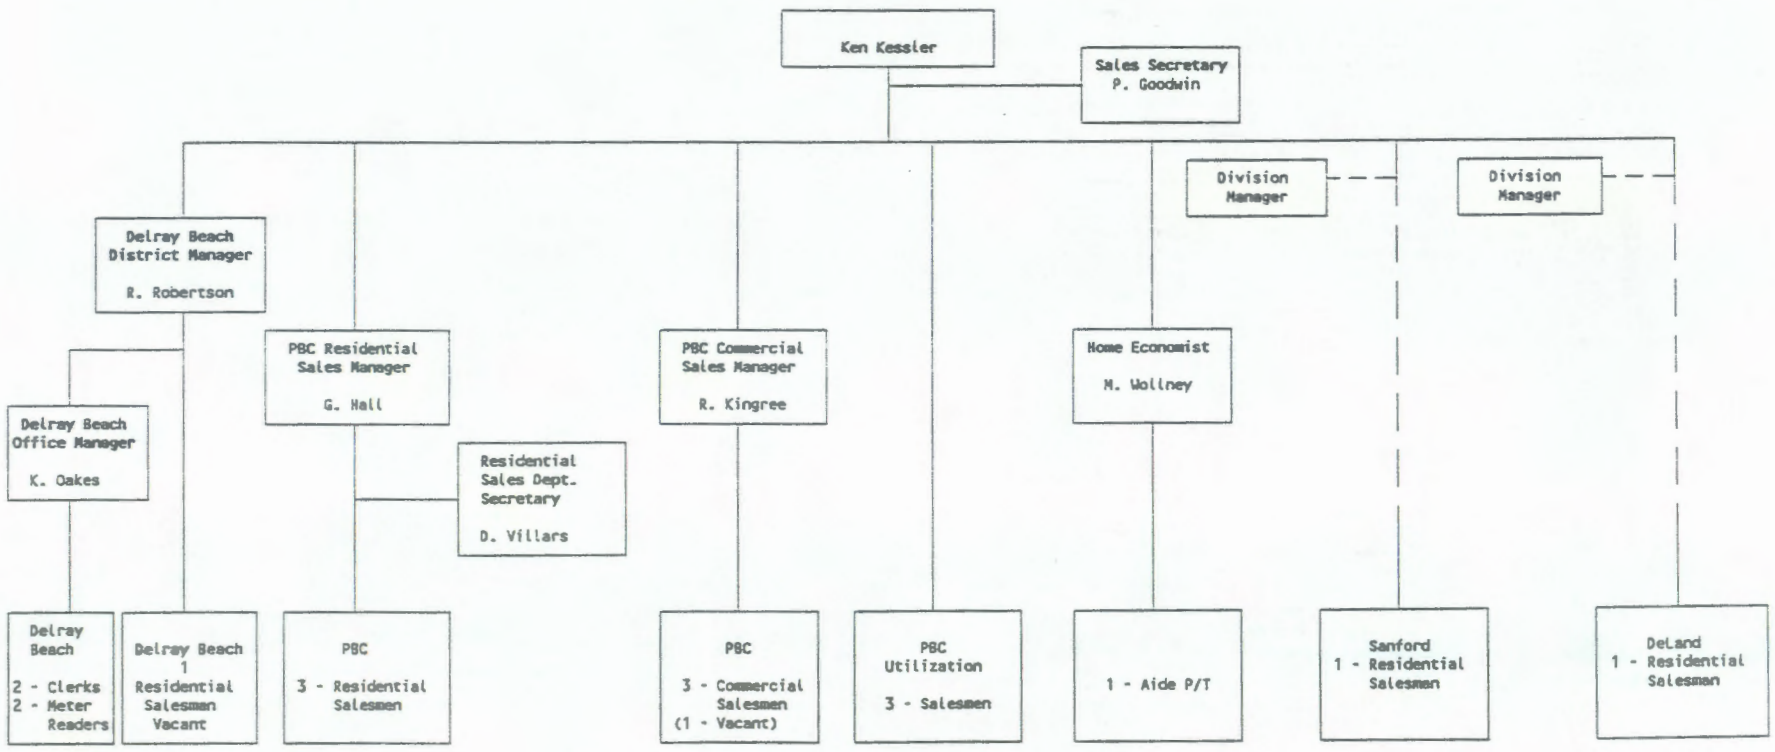 Ken Kessler
Sales Secretary
P. Goodwin
Division
Manager
Division
Manager
Delray Beach
District Manager
R. Robertson
PBC Residential
Sales Manager
G. Hall
PBC Commercial
Sales Manager
R. Kingree
Home Economist
M. Wollney
Delray Beach
Office Manager
K. Oakes
Residential
Sales Dept.
Secretary
D. Villars
Delray
Beach
2 - Clerks
2 - Meter
Readers
Delray Beach
1
Residential
Salesman
Vacant
PBC
3 - Residential
Salesmen
PBC
3 - Commercial
Salesmen
(1 - Vacant)
PBC
Utilization
3 - Salesmen
1 - Aide P/T
Sanford
1 - Residential
Salesman
DeLand
1 - Residential
Salesman